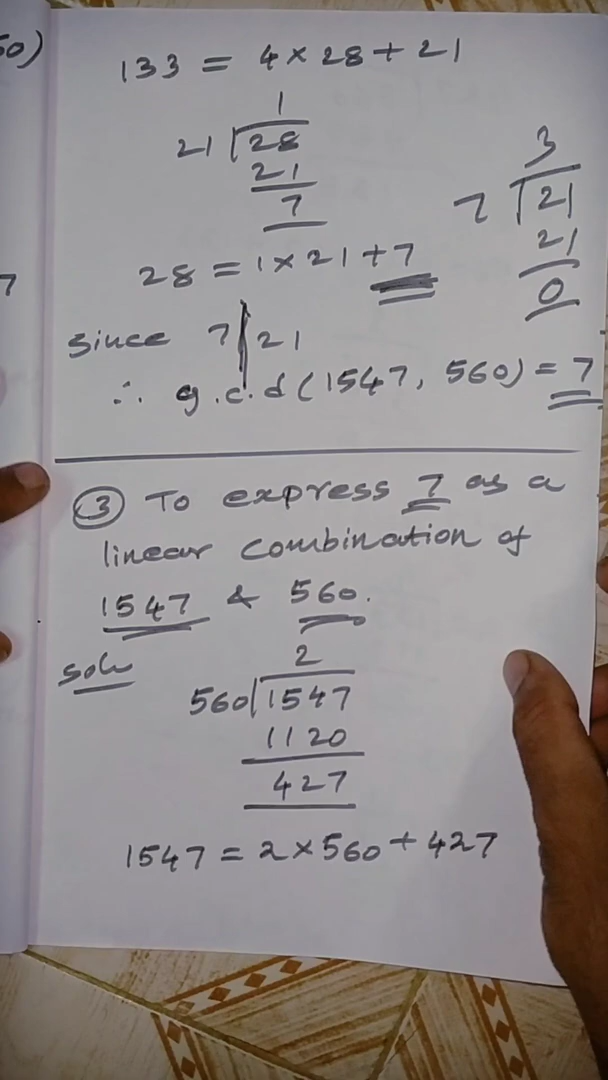 50)
133 = 4 × 28 + 21
1
21 28
21
7
3
7 21
21
0
28 = 1 × 21 + 7
7
since 7 | 21
∴ g.c.d (1547, 560) = 7
③ To express 7 as a
linear combination of
1547 & 560.
soln
2
560 1547
1120
427
1547 = 2 × 560 + 427